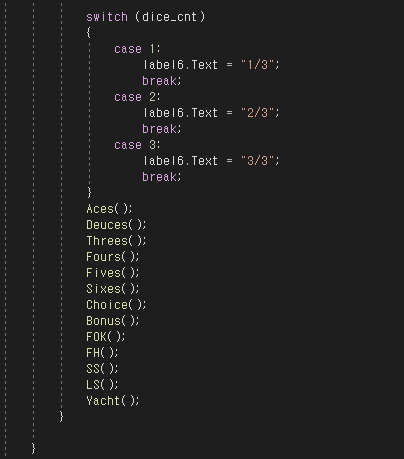 switch (dice_cnt)
{
case 1:
label6.Text = "1/3";
break;
case 2:
label6.Text = "2/3";
break;
case 3:
label6.Text = "3/3";
break;
}
Aces();
Deuces();
Threes();
Fours();
Fives();
Sixes();
Choice();
Bonus();
FOK();
FH();
SS();
LS();
Yacht();
}
}